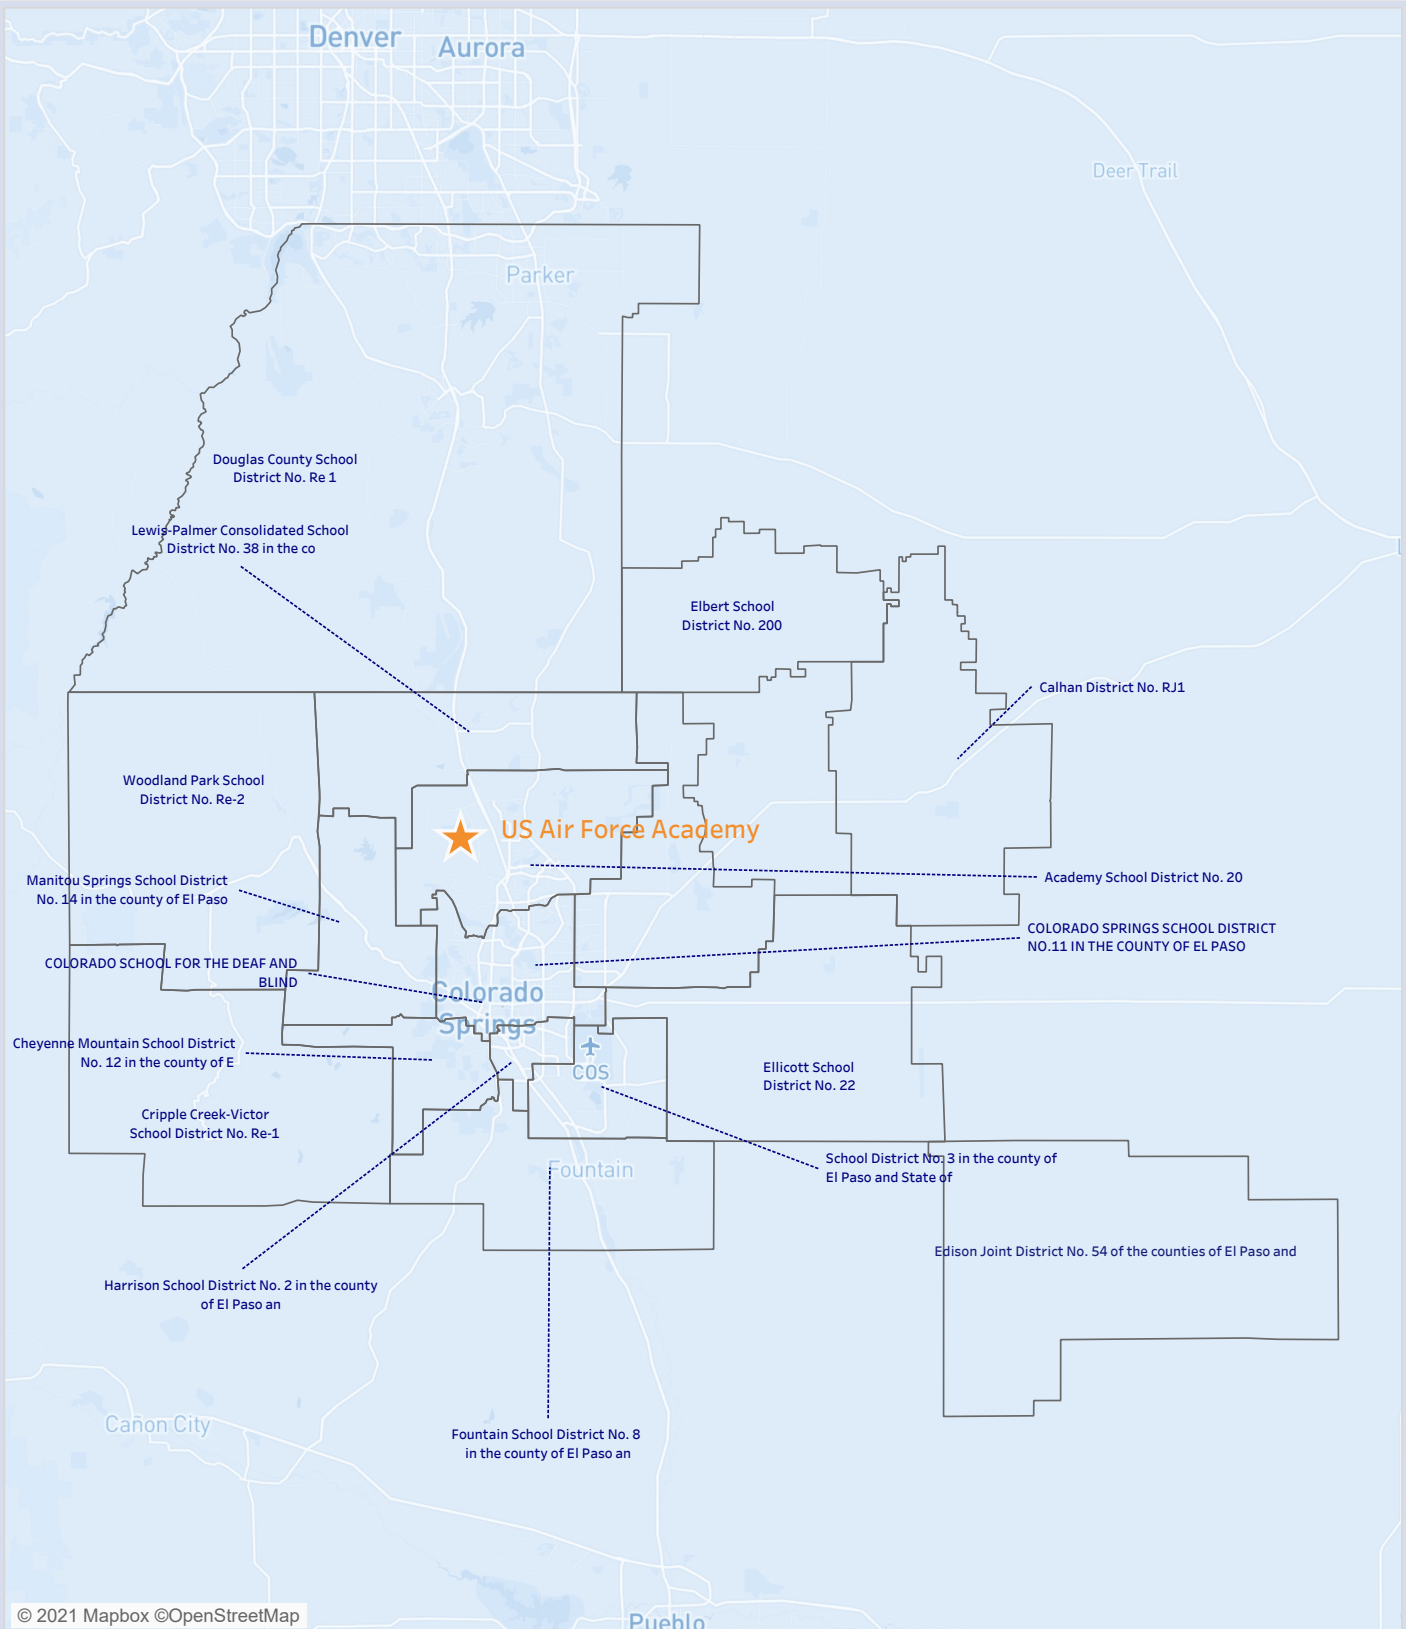 Denver
Aurora
Deer Trail
Parker
Douglas County School
District No. Re 1
Lewis-Palmer Consolidated School
District No. 38 in the co
Elbert School
District No. 200
Calhan District No. RJ1
Woodland Park School
District No. Re-2
US Air Force Academy
Manitou Springs School District
No. 14 in the county of El Paso
Academy School District No. 20
COLORADO SPRINGS SCHOOL DISTRICT
NO.11 IN THE COUNTY OF EL PASO
COLORADO SCHOOL FOR THE DEAF AND
BLIND
Colorado
Springs
Cheyenne Mountain School District
No. 12 in the county of E
COS
Ellicott School
District No. 22
Cripple Creek-Victor
School District No. Re-1
Fountain
School District No. 3 in the county of
El Paso and State of
Edison Joint District No. 54 of the counties of El Paso and
Harrison School District No. 2 in the county
of El Paso an
Cañon City
Fountain School District No. 8
in the county of El Paso an
© 2021 Mapbox ©OpenStreetMap
Pueblo